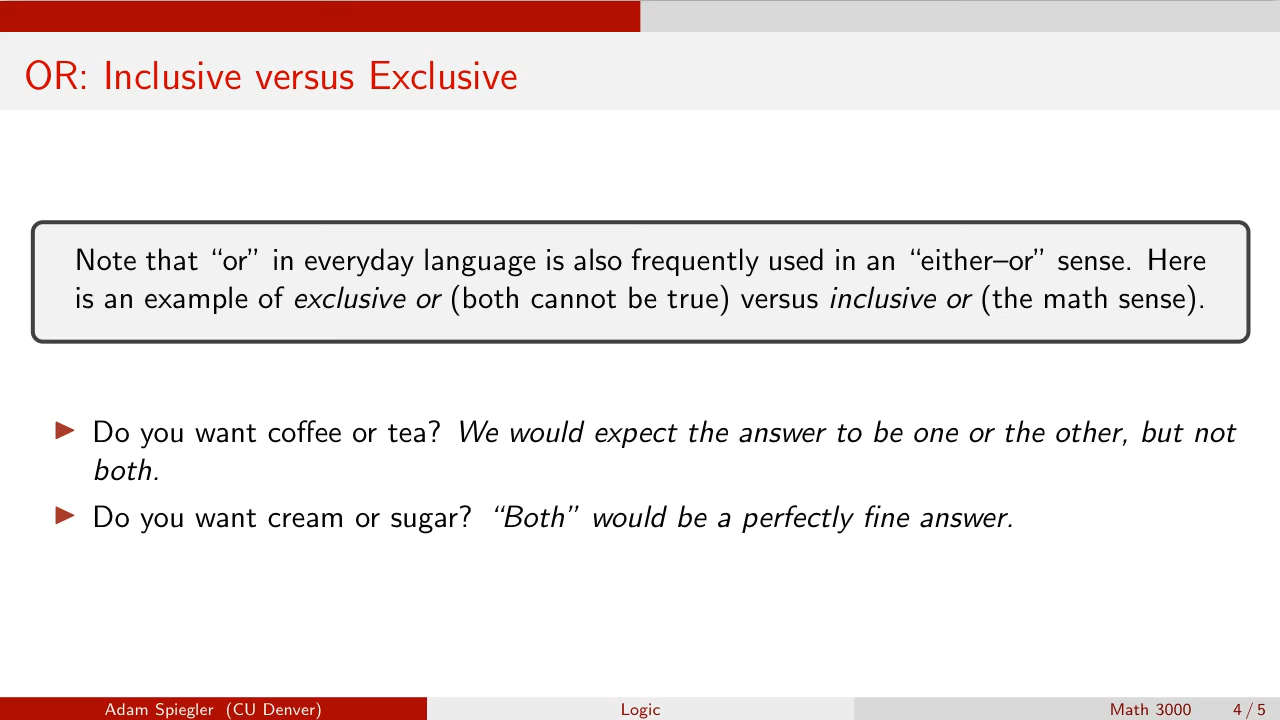 OR: Inclusive versus Exclusive
Note that “or” in everyday language is also frequently used in an “either–or” sense. Here
is an example of exclusive or (both cannot be true) versus inclusive or (the math sense).
▶ Do you want coffee or tea? We would expect the answer to be one or the other, but not
both.
▶ Do you want cream or sugar? “Both” would be a perfectly fine answer.
Adam Spiegler (CU Denver) Logic Math 3000 4 / 5